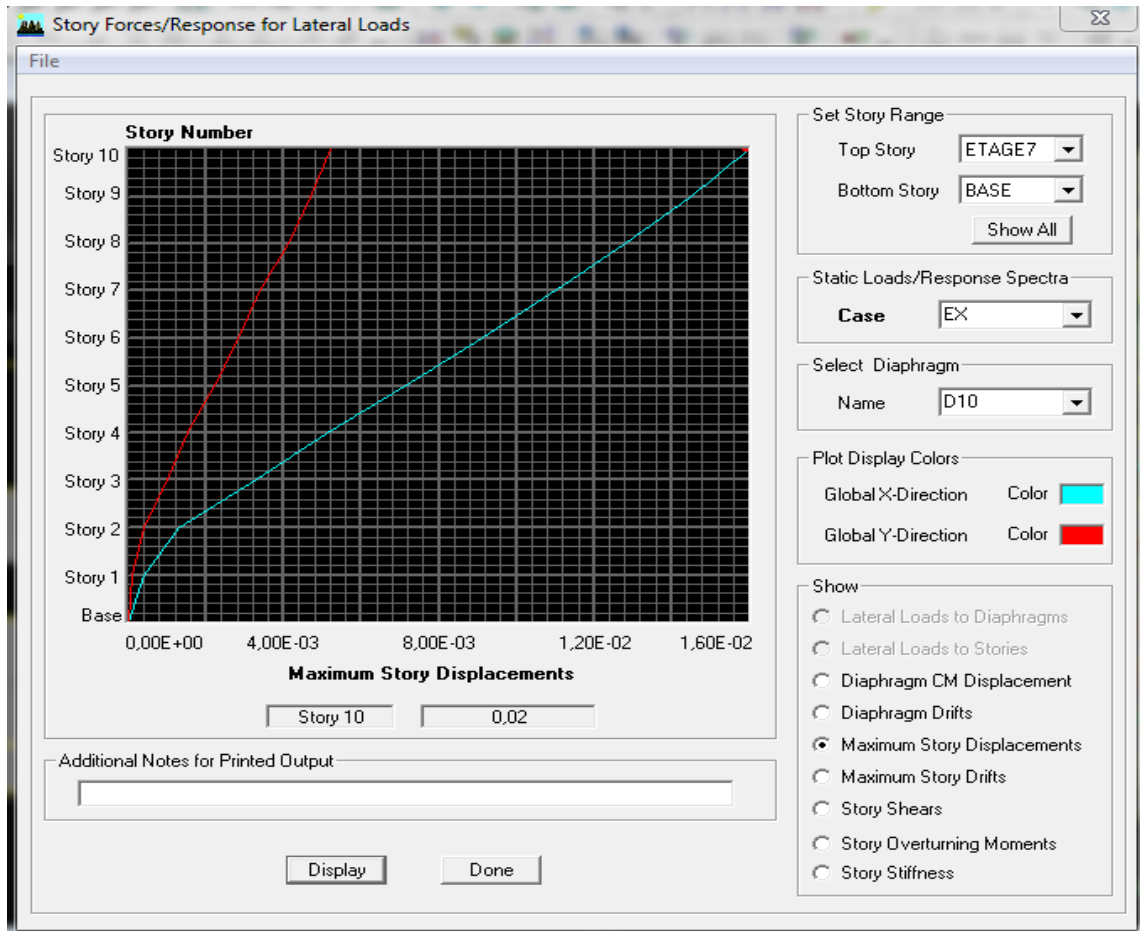 Story Forces/Response for Lateral Loads
File
Story Number
Story 10
Story 9
Story 8
Story 7
Story 6
Story 5
Story 4
Story 3
Story 2
Story 1
Base
0,00E+00 4,00E-03 8,00E-03 1,20E-02 1,60E-02
Maximum Story Displacements
Story 10 0,02
Additional Notes for Printed Output
Display Done
Set Story Range
Top Story ETAGE7
Bottom Story BASE
Show All
Static Loads/Response Spectra
Case EX
Select Diaphragm
Name D10
Plot Display Colors
Global X-Direction Color
Global Y-Direction Color
Show
Lateral Loads to Diaphragms
Lateral Loads to Stories
Diaphragm CM Displacement
Diaphragm Drifts
Maximum Story Displacements
Maximum Story Drifts
Story Shears
Story Overturning Moments
Story Stiffness